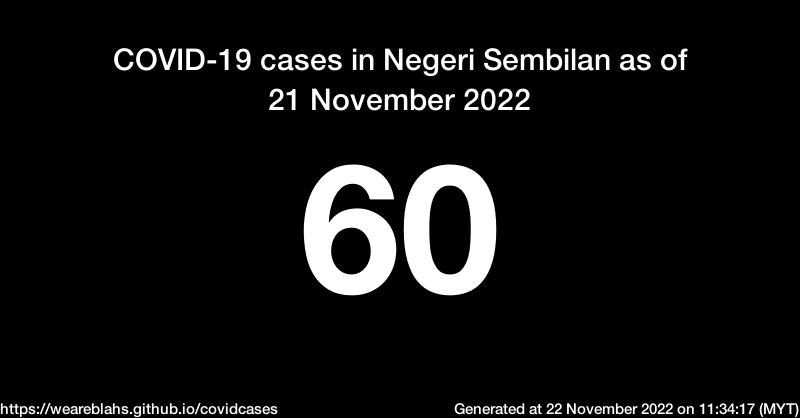 COVID-19 cases in Negeri Sembilan as of
21 November 2022
60
https://weareblahs.github.io/covidcases
Generated at 22 November 2022 on 11:34:17 (MYT)